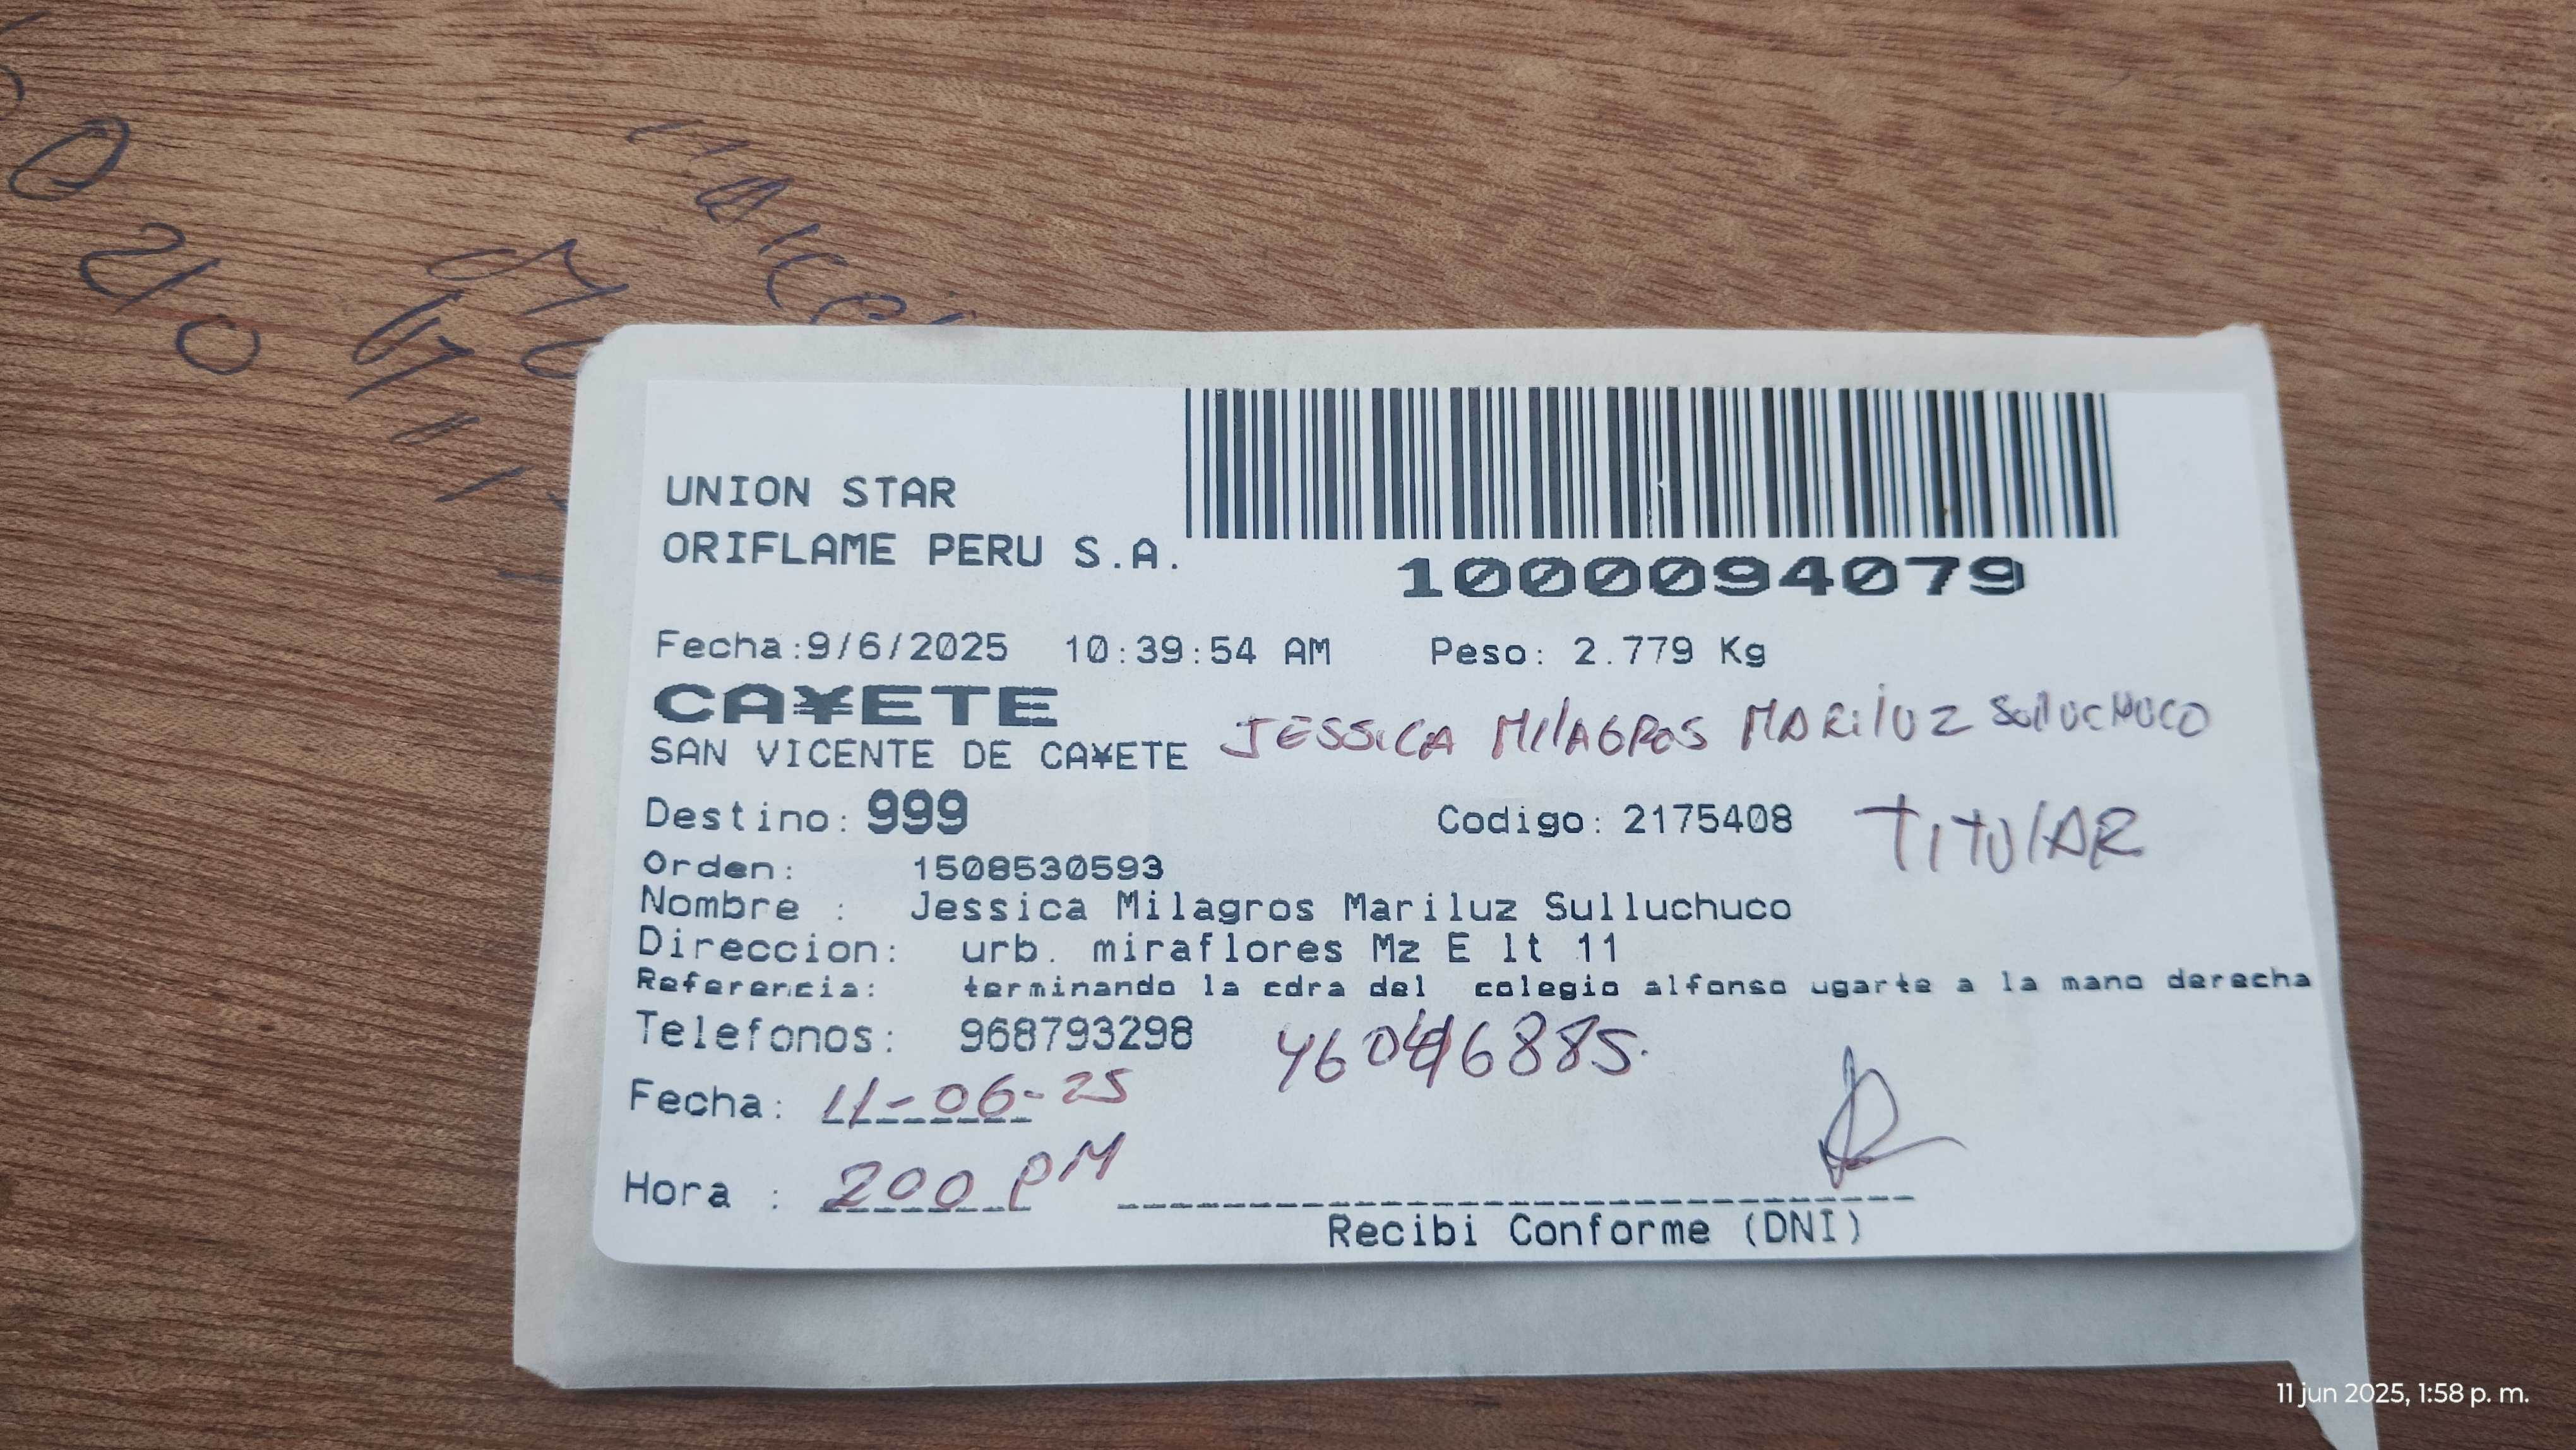 UNION STAR
ORIFLAME PERU S.A.
1000094079
Fecha:9/6/2025 10:39:54 AM Peso: 2.779 Kg
CA¥ETE
SAN VICENTE DE CA¥ETE JESSICA MILAGROS MARILUZ SULLUCHUCO
Destino: 999 Codigo: 2175408 TITULAR
Orden: 1508530593
Nombre : Jessica Milagros Mariluz Sulluchuco
Direccion: urb. miraflores Mz E lt 11
Referencia: terminando la cdra del colegio alfonso ugarte a la mano derecha
Telefonos: 968793298
Fecha: 11-06-25
Hora : 200 PM
Recibi Conforme (DNI)
11 jun 2025, 1:58 p. m.